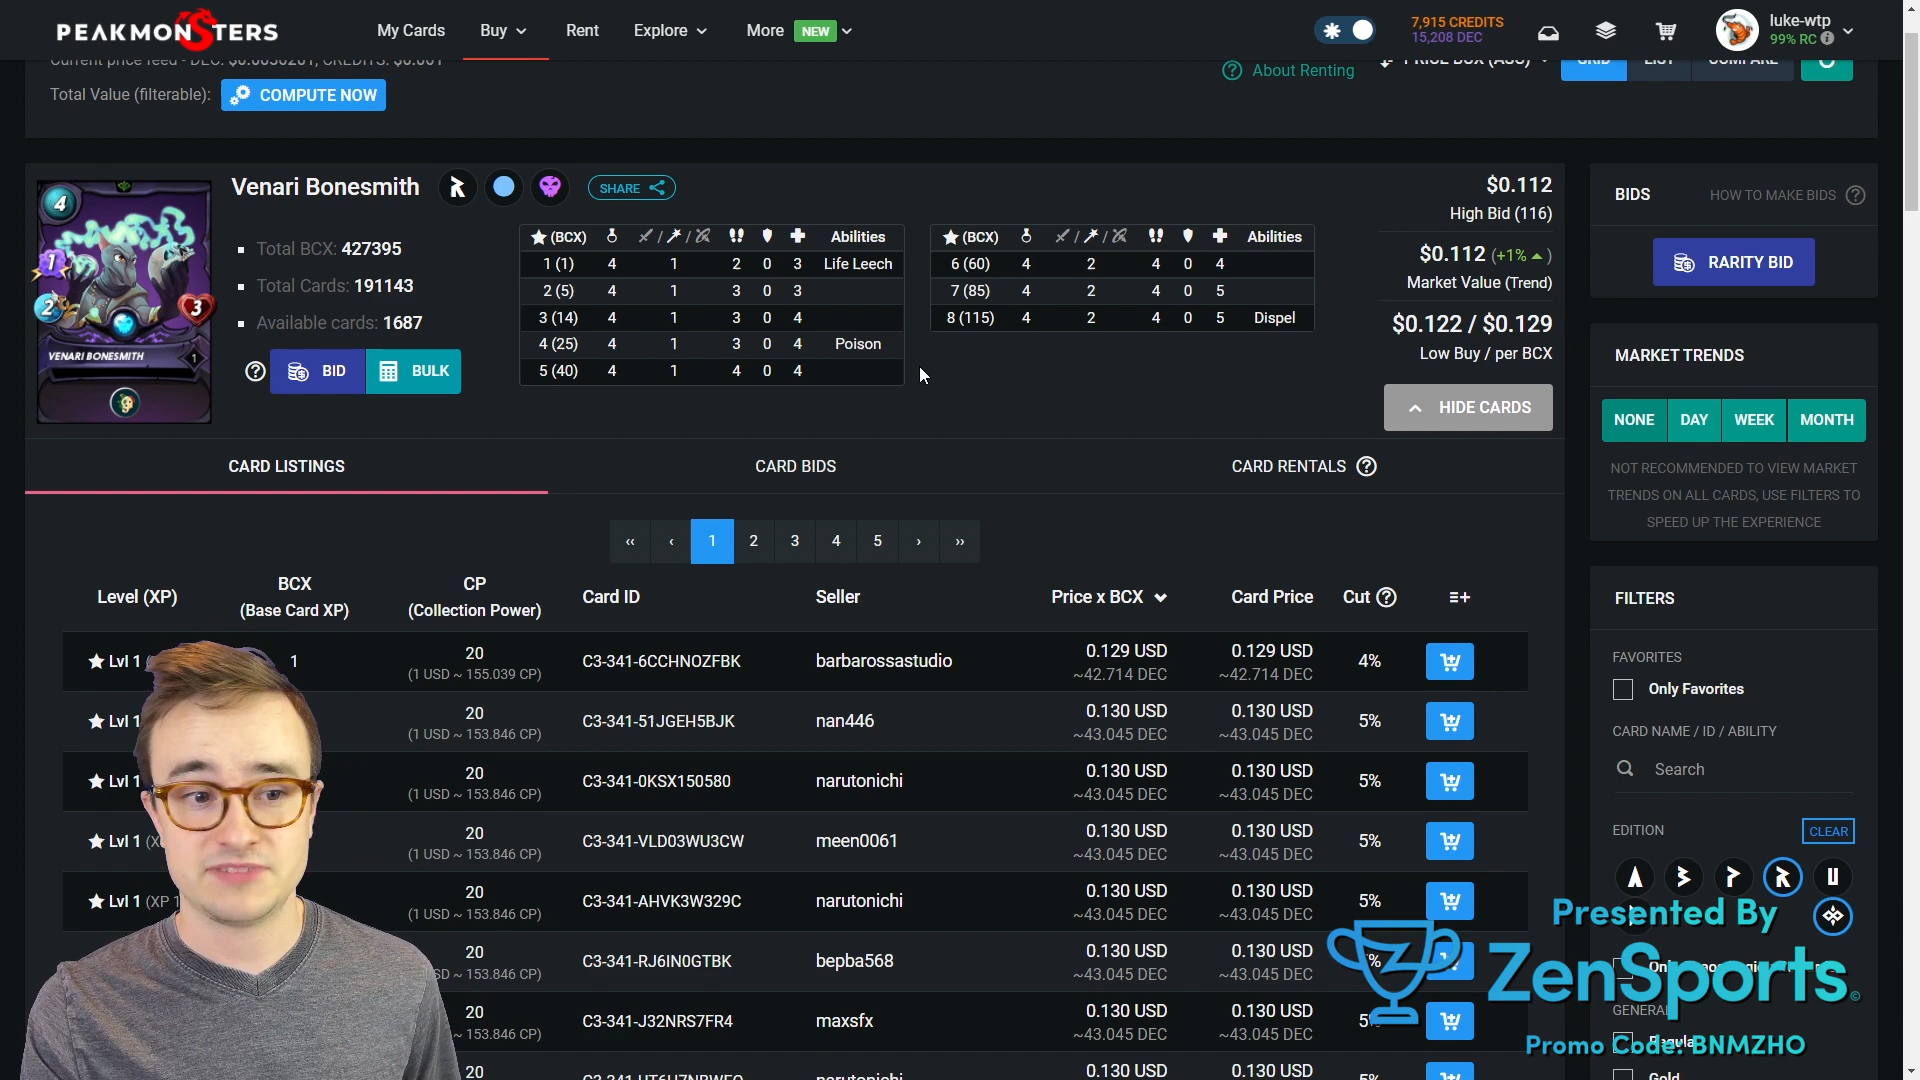 PEAKMONSTERS My Cards Buy Rent Explore More NEW 7,915 CREDITS 15,208 DEC luke-wtp 99% RC
About Renting
Total Value (filterable): COMPUTE NOW
Venari Bonesmith SHARE
Total BCX: 427395
Total Cards: 191143
Available cards: 1687
BID BULK
4
1
2
3
VENARI BONESMITH 1
(BCX) / / Abilities
1 (1) 4 1 2 0 3 Life Leech
2 (5) 4 1 3 0 3
3 (14) 4 1 3 0 4
4 (25) 4 1 3 0 4 Poison
5 (40) 4 1 4 0 4
(BCX) / / Abilities
6 (60) 4 2 4 0 4
7 (85) 4 2 4 0 5
8 (115) 4 2 4 0 5 Dispel
$0.112
High Bid (116)
$0.112 (+1% )
Market Value (Trend)
$0.122 / $0.129
Low Buy / per BCX
HIDE CARDS
CARD LISTINGS CARD BIDS CARD RENTALS
‹‹ ‹ 1 2 3 4 5 › ››
Level (XP) BCX (Base Card XP) CP (Collection Power) Card ID Seller Price x BCX Card Price Cut
Lvl 1 1 20 C3-341-6CCHNOZFBK barbarossastudio 0.129 USD 0.129 USD 4%
(1 USD ~ 155.039 CP) ~42.714 DEC ~42.714 DEC
Lvl 1 20 C3-341-51JGEH5BJK nan446 0.130 USD 0.130 USD 5%
(1 USD ~ 153.846 CP) ~43.045 DEC ~43.045 DEC
Lvl 1 20 C3-341-0KSX150580 narutonichi 0.130 USD 0.130 USD 5%
(1 USD ~ 153.846 CP) ~43.045 DEC ~43.045 DEC
Lvl 1 20 C3-341-VLD03WU3CW meen0061 0.130 USD 0.130 USD 5%
(1 USD ~ 153.846 CP) ~43.045 DEC ~43.045 DEC
Lvl 1 (XP 1 20 C3-341-AHVK3W329C narutonichi 0.130 USD 0.130 USD 5%
(1 USD ~ 153.846 CP) ~43.045 DEC ~43.045 DEC
20 C3-341-RJ6IN0GTBK bepba568 0.130 USD 0.130 USD
~ 153.846 CP) ~43.045 DEC ~43.045 DEC
20 C3-341-J32NRS7FR4 maxsfx 0.130 USD 0.130 USD
~ 153.846 CP) ~43.045 DEC ~43.045 DEC
20 0.130 USD 0.130 USD
BIDS HOW TO MAKE BIDS
RARITY BID
MARKET TRENDS
NONE DAY WEEK MONTH
NOT RECOMMENDED TO VIEW MARKET
TRENDS ON ALL CARDS, USE FILTERS TO
SPEED UP THE EXPERIENCE
FILTERS
FAVORITES
Only Favorites
CARD NAME / ID / ABILITY
Search
EDITION CLEAR
GENERAL
Gold
Presented By
ZenSports
Promo Code: BNMZHO